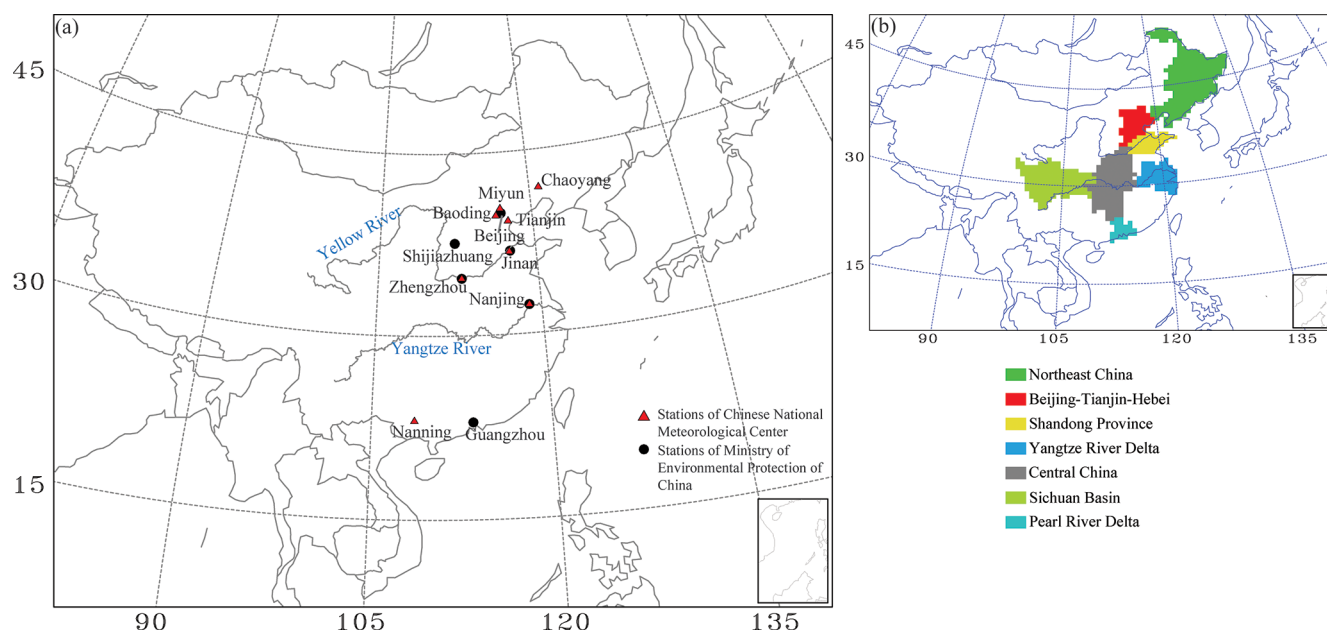 (a)
45
30
15
90
105
120
135
Chaoyang
Miyun
Baoding
Tianjin
Beijing
Yellow River
Shijiazhuang
Jinan
Zhengzhou
Nanjing
Yangtze River
Nanning
Guangzhou
Stations of Chinese National
Meteorological Center
Stations of Ministry of
Environmental Protection of
China
(b)
45
30
15
90
105
120
135
Northeast China
Beijing-Tianjin-Hebei
Shandong Province
Yangtze River Delta
Central China
Sichuan Basin
Pearl River Delta